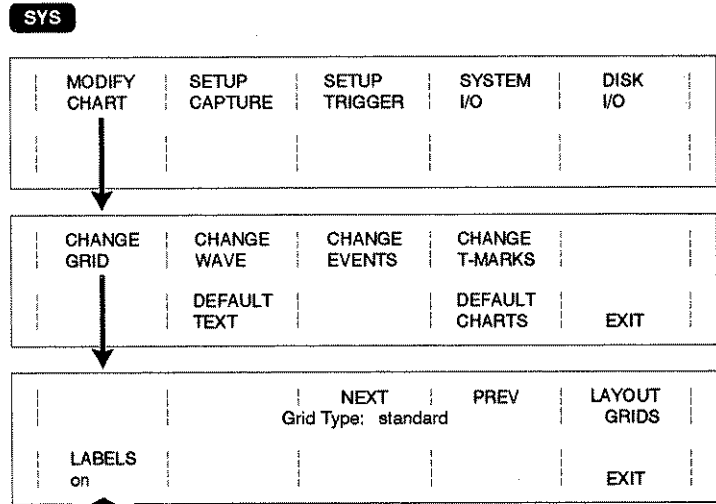 SYS
MODIFY SETUP SETUP SYSTEM DISK
CHART CAPTURE TRIGGER I/O I/O
CHANGE CHANGE CHANGE CHANGE
GRID WAVE EVENTS T-MARKS
DEFAULT DEFAULT
TEXT CHARTS EXIT
NEXT PREV LAYOUT
Grid Type: standard GRIDS
LABELS
on EXIT